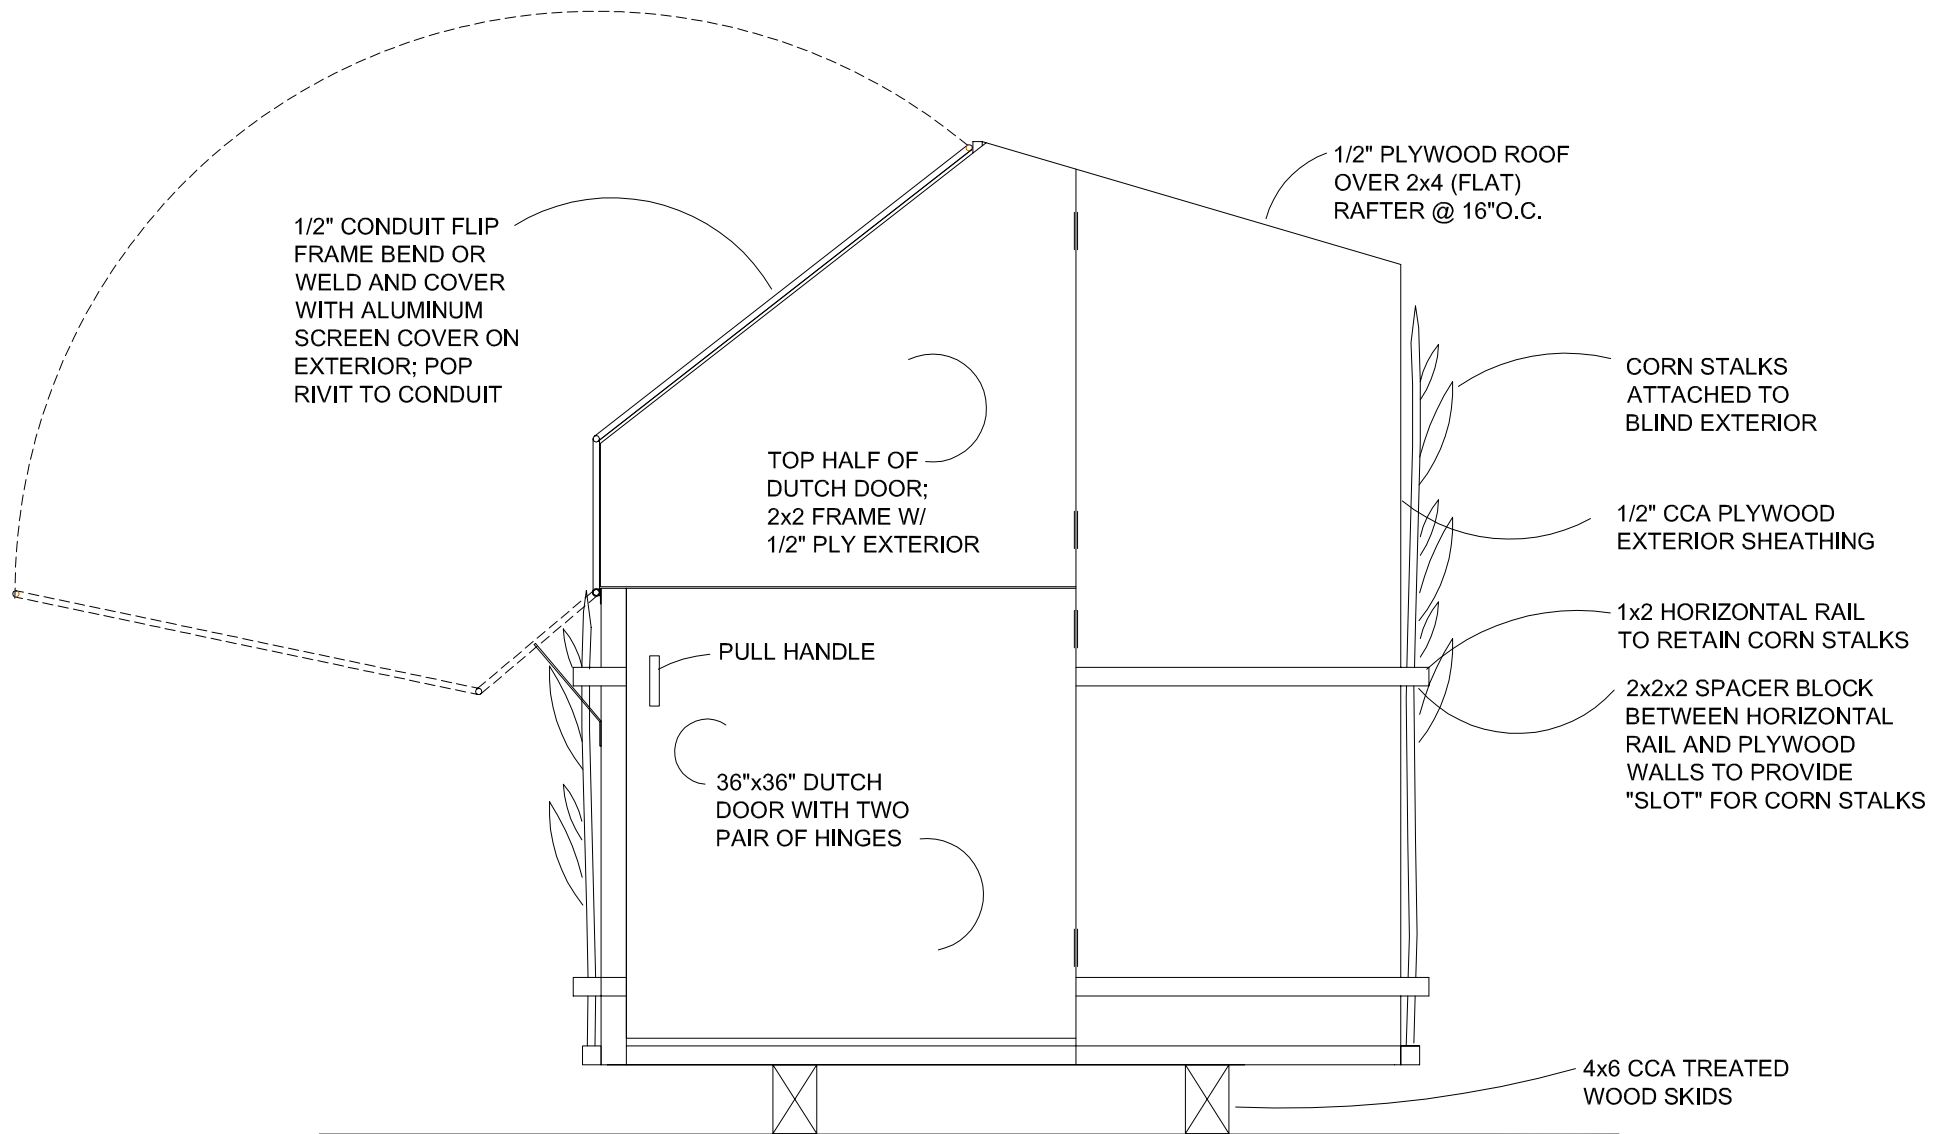 1/2" CONDUIT FLIP
FRAME BEND OR
WELD AND COVER
WITH ALUMINUM
SCREEN COVER ON
EXTERIOR; POP
RIVIT TO CONDUIT
1/2" PLYWOOD ROOF
OVER 2x4 (FLAT)
RAFTER @ 16"O.C.
CORN STALKS
ATTACHED TO
BLIND EXTERIOR
TOP HALF OF
DUTCH DOOR;
2x2 FRAME W/
1/2" PLY EXTERIOR
1/2" CCA PLYWOOD
EXTERIOR SHEATHING
1x2 HORIZONTAL RAIL
TO RETAIN CORN STALKS
PULL HANDLE
2x2x2 SPACER BLOCK
BETWEEN HORIZONTAL
RAIL AND PLYWOOD
WALLS TO PROVIDE
"SLOT" FOR CORN STALKS
36"x36" DUTCH
DOOR WITH TWO
PAIR OF HINGES
4x6 CCA TREATED
WOOD SKIDS